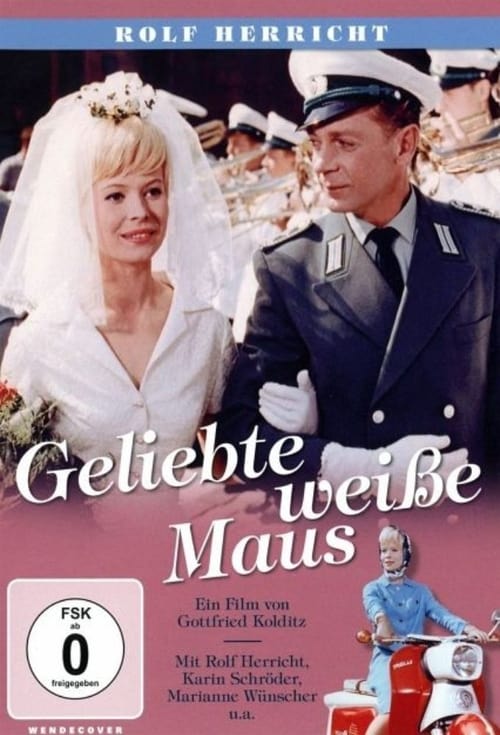 ROLF HERRICHT
Geliebte
weiße
Maus
Ein Film von
Gottfried Kolditz
Mit Rolf Herricht,
Karin Schröder,
Marianne Wünscher
u.a.
FSK
ab
0
freigegeben
WENDECOVER